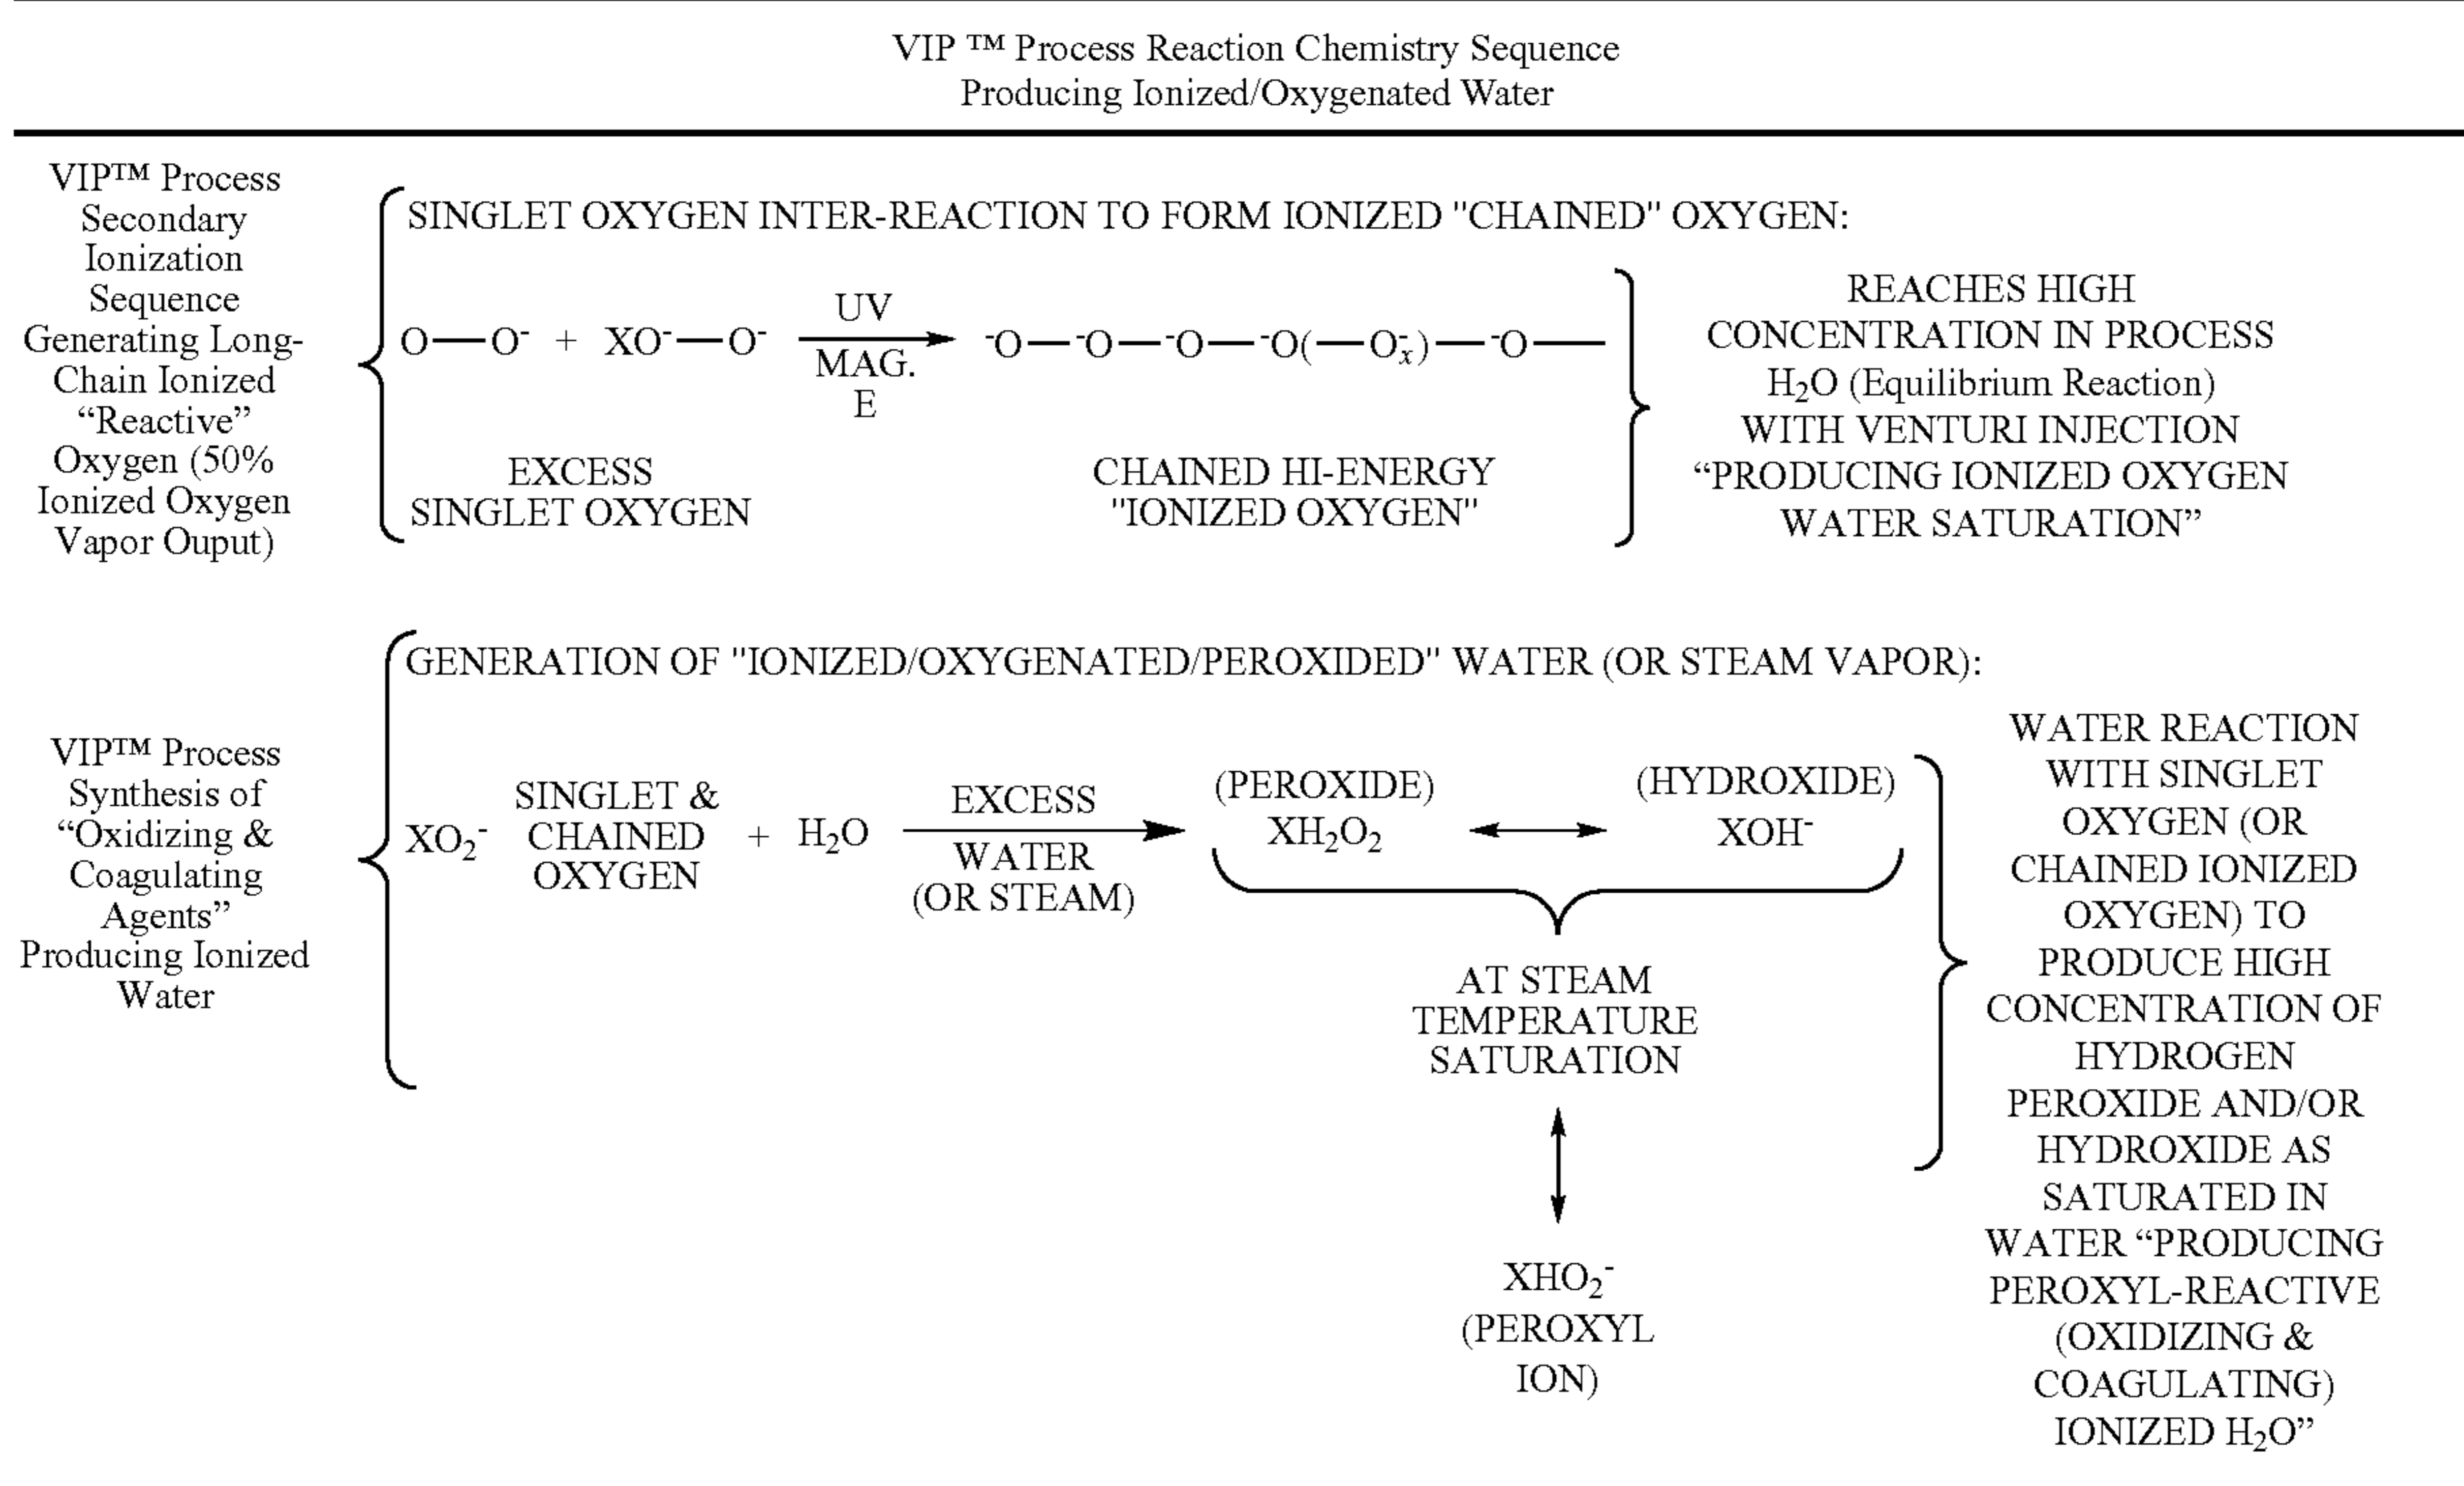 VIP ™ Process Reaction Chemistry Sequence
Producing Ionized/Oxygenated Water
VIP™ Process
Secondary
Ionization
Sequence
Generating Long-
Chain Ionized
“Reactive”
Oxygen (50%
Ionized Oxygen
Vapor Ouput)
SINGLET OXYGEN INTER-REACTION TO FORM IONIZED "CHAINED" OXYGEN:
O—O⁻ + XO⁻—O⁻
UV
MAG.
E
⁻O—⁻O—⁻O—⁻O(—O⁻ₓ)—⁻O—
EXCESS
SINGLET OXYGEN
CHAINED HI-ENERGY
"IONIZED OXYGEN"
REACHES HIGH
CONCENTRATION IN PROCESS
H₂O (Equilibrium Reaction)
WITH VENTURI INJECTION
“PRODUCING IONIZED OXYGEN
WATER SATURATION”
VIP™ Process
Synthesis of
“Oxidizing &
Coagulating
Agents”
Producing Ionized
Water
GENERATION OF "IONIZED/OXYGENATED/PEROXIDED" WATER (OR STEAM VAPOR):
XO₂⁻
SINGLET &
CHAINED
OXYGEN
+ H₂O
EXCESS
WATER
(OR STEAM)
(PEROXIDE)
XH₂O₂
(HYDROXIDE)
XOH⁻
AT STEAM
TEMPERATURE
SATURATION
XHO₂⁻
(PEROXYL
ION)
WATER REACTION
WITH SINGLET
OXYGEN (OR
CHAINED IONIZED
OXYGEN) TO
PRODUCE HIGH
CONCENTRATION OF
HYDROGEN
PEROXIDE AND/OR
HYDROXIDE AS
SATURATED IN
WATER “PRODUCING
PEROXYL-REACTIVE
(OXIDIZING &
COAGULATING)
IONIZED H₂O”